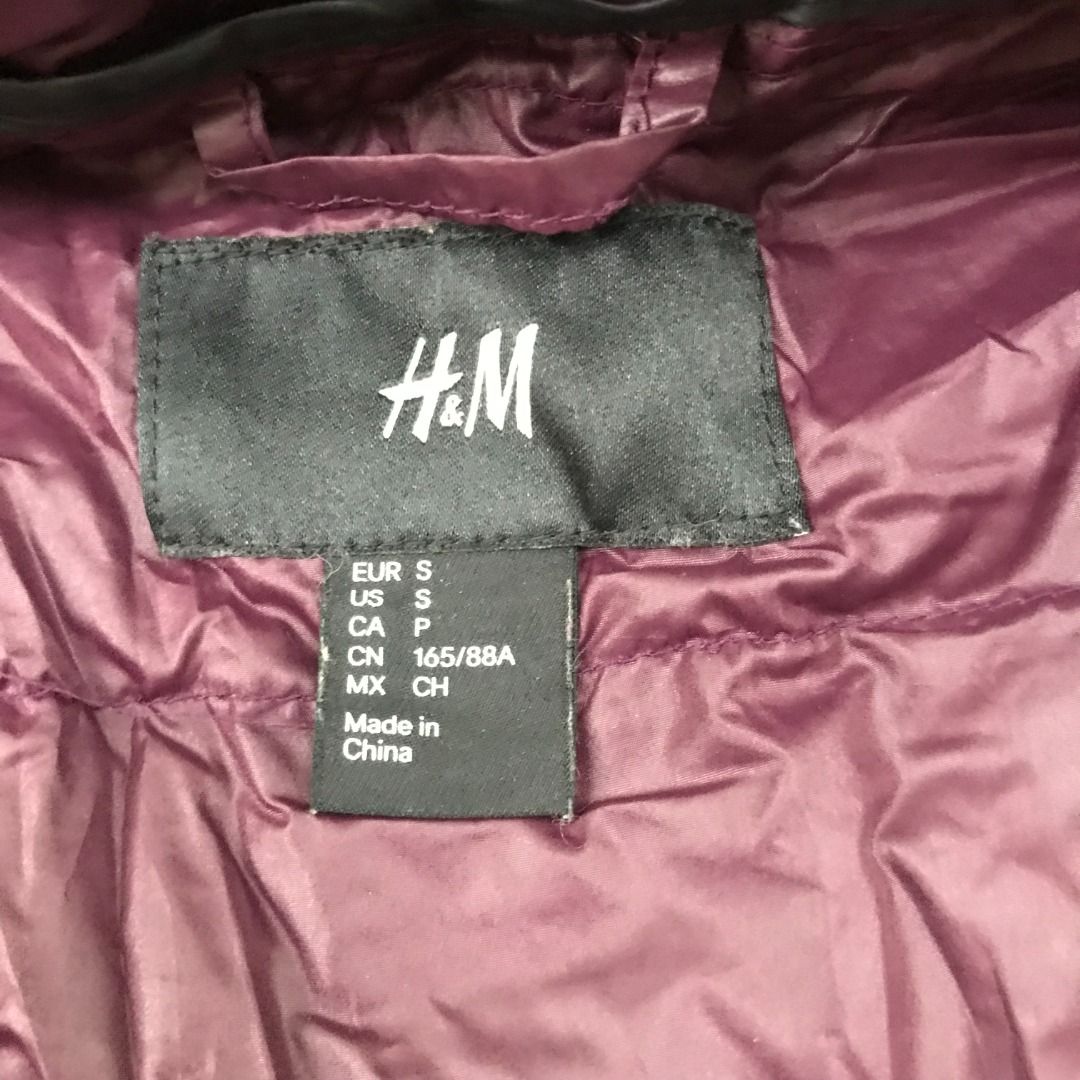 H&M
EUR S
US S
CA P
CN 165/88A
MX CH
Made in
China